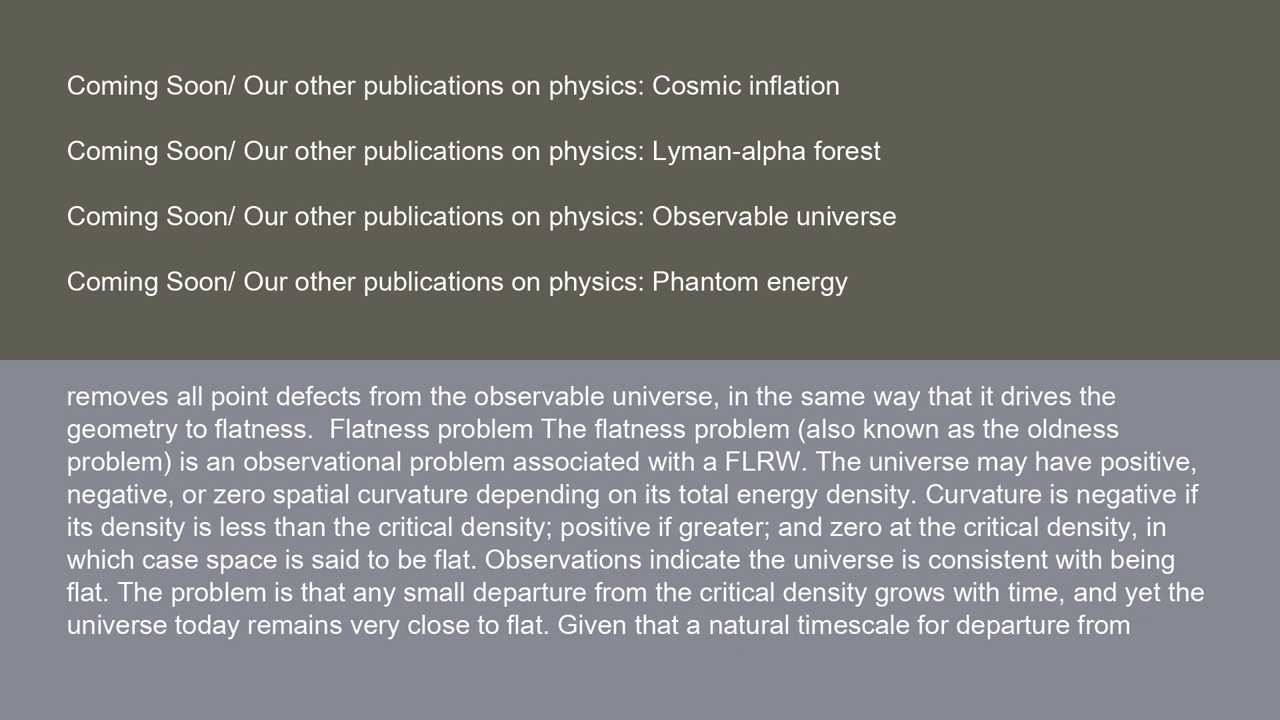 Coming Soon/ Our other publications on physics: Cosmic inflation
Coming Soon/ Our other publications on physics: Lyman-alpha forest
Coming Soon/ Our other publications on physics: Observable universe
Coming Soon/ Our other publications on physics: Phantom energy
removes all point defects from the observable universe, in the same way that it drives the
geometry to flatness.  Flatness problem The flatness problem (also known as the oldness
problem) is an observational problem associated with a FLRW. The universe may have positive,
negative, or zero spatial curvature depending on its total energy density. Curvature is negative if
its density is less than the critical density; positive if greater; and zero at the critical density, in
which case space is said to be flat. Observations indicate the universe is consistent with being
flat. The problem is that any small departure from the critical density grows with time, and yet the
universe today remains very close to flat. Given that a natural timescale for departure from